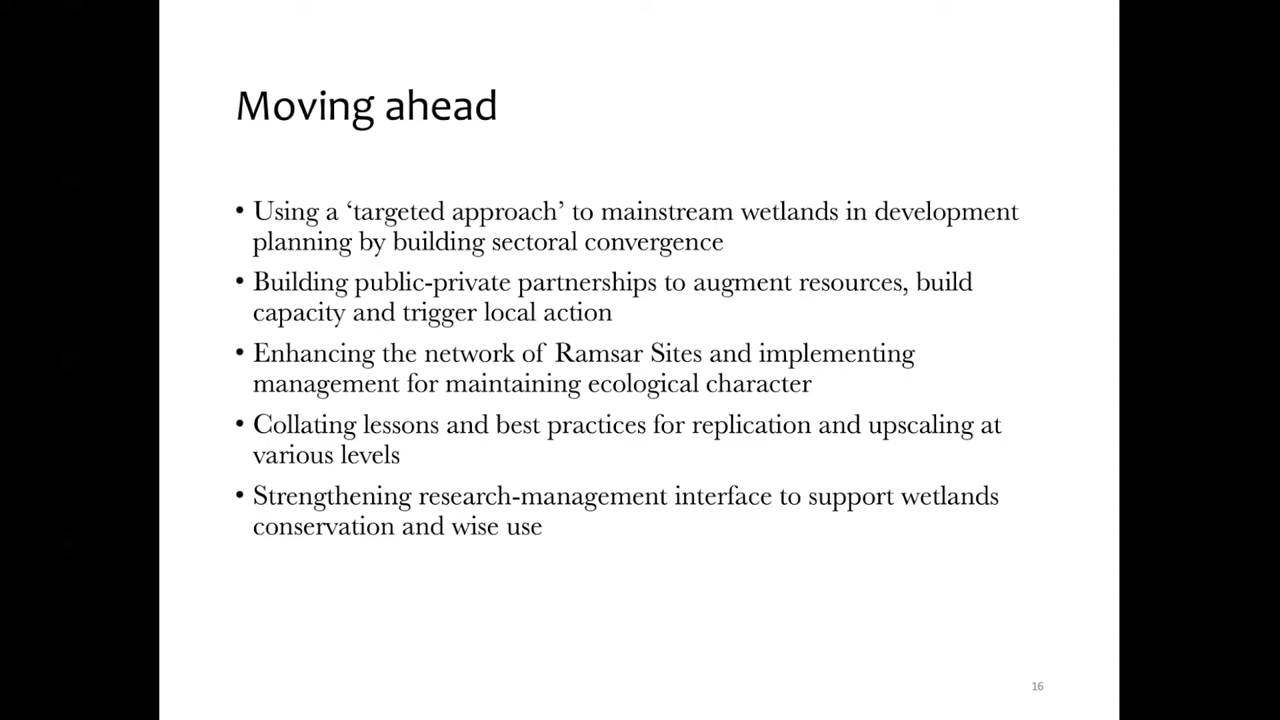 Moving ahead
• Using a ‘targeted approach’ to mainstream wetlands in development
planning by building sectoral convergence
• Building public-private partnerships to augment resources, build
capacity and trigger local action
• Enhancing the network of Ramsar Sites and implementing
management for maintaining ecological character
• Collating lessons and best practices for replication and upscaling at
various levels
• Strengthening research-management interface to support wetlands
conservation and wise use
16